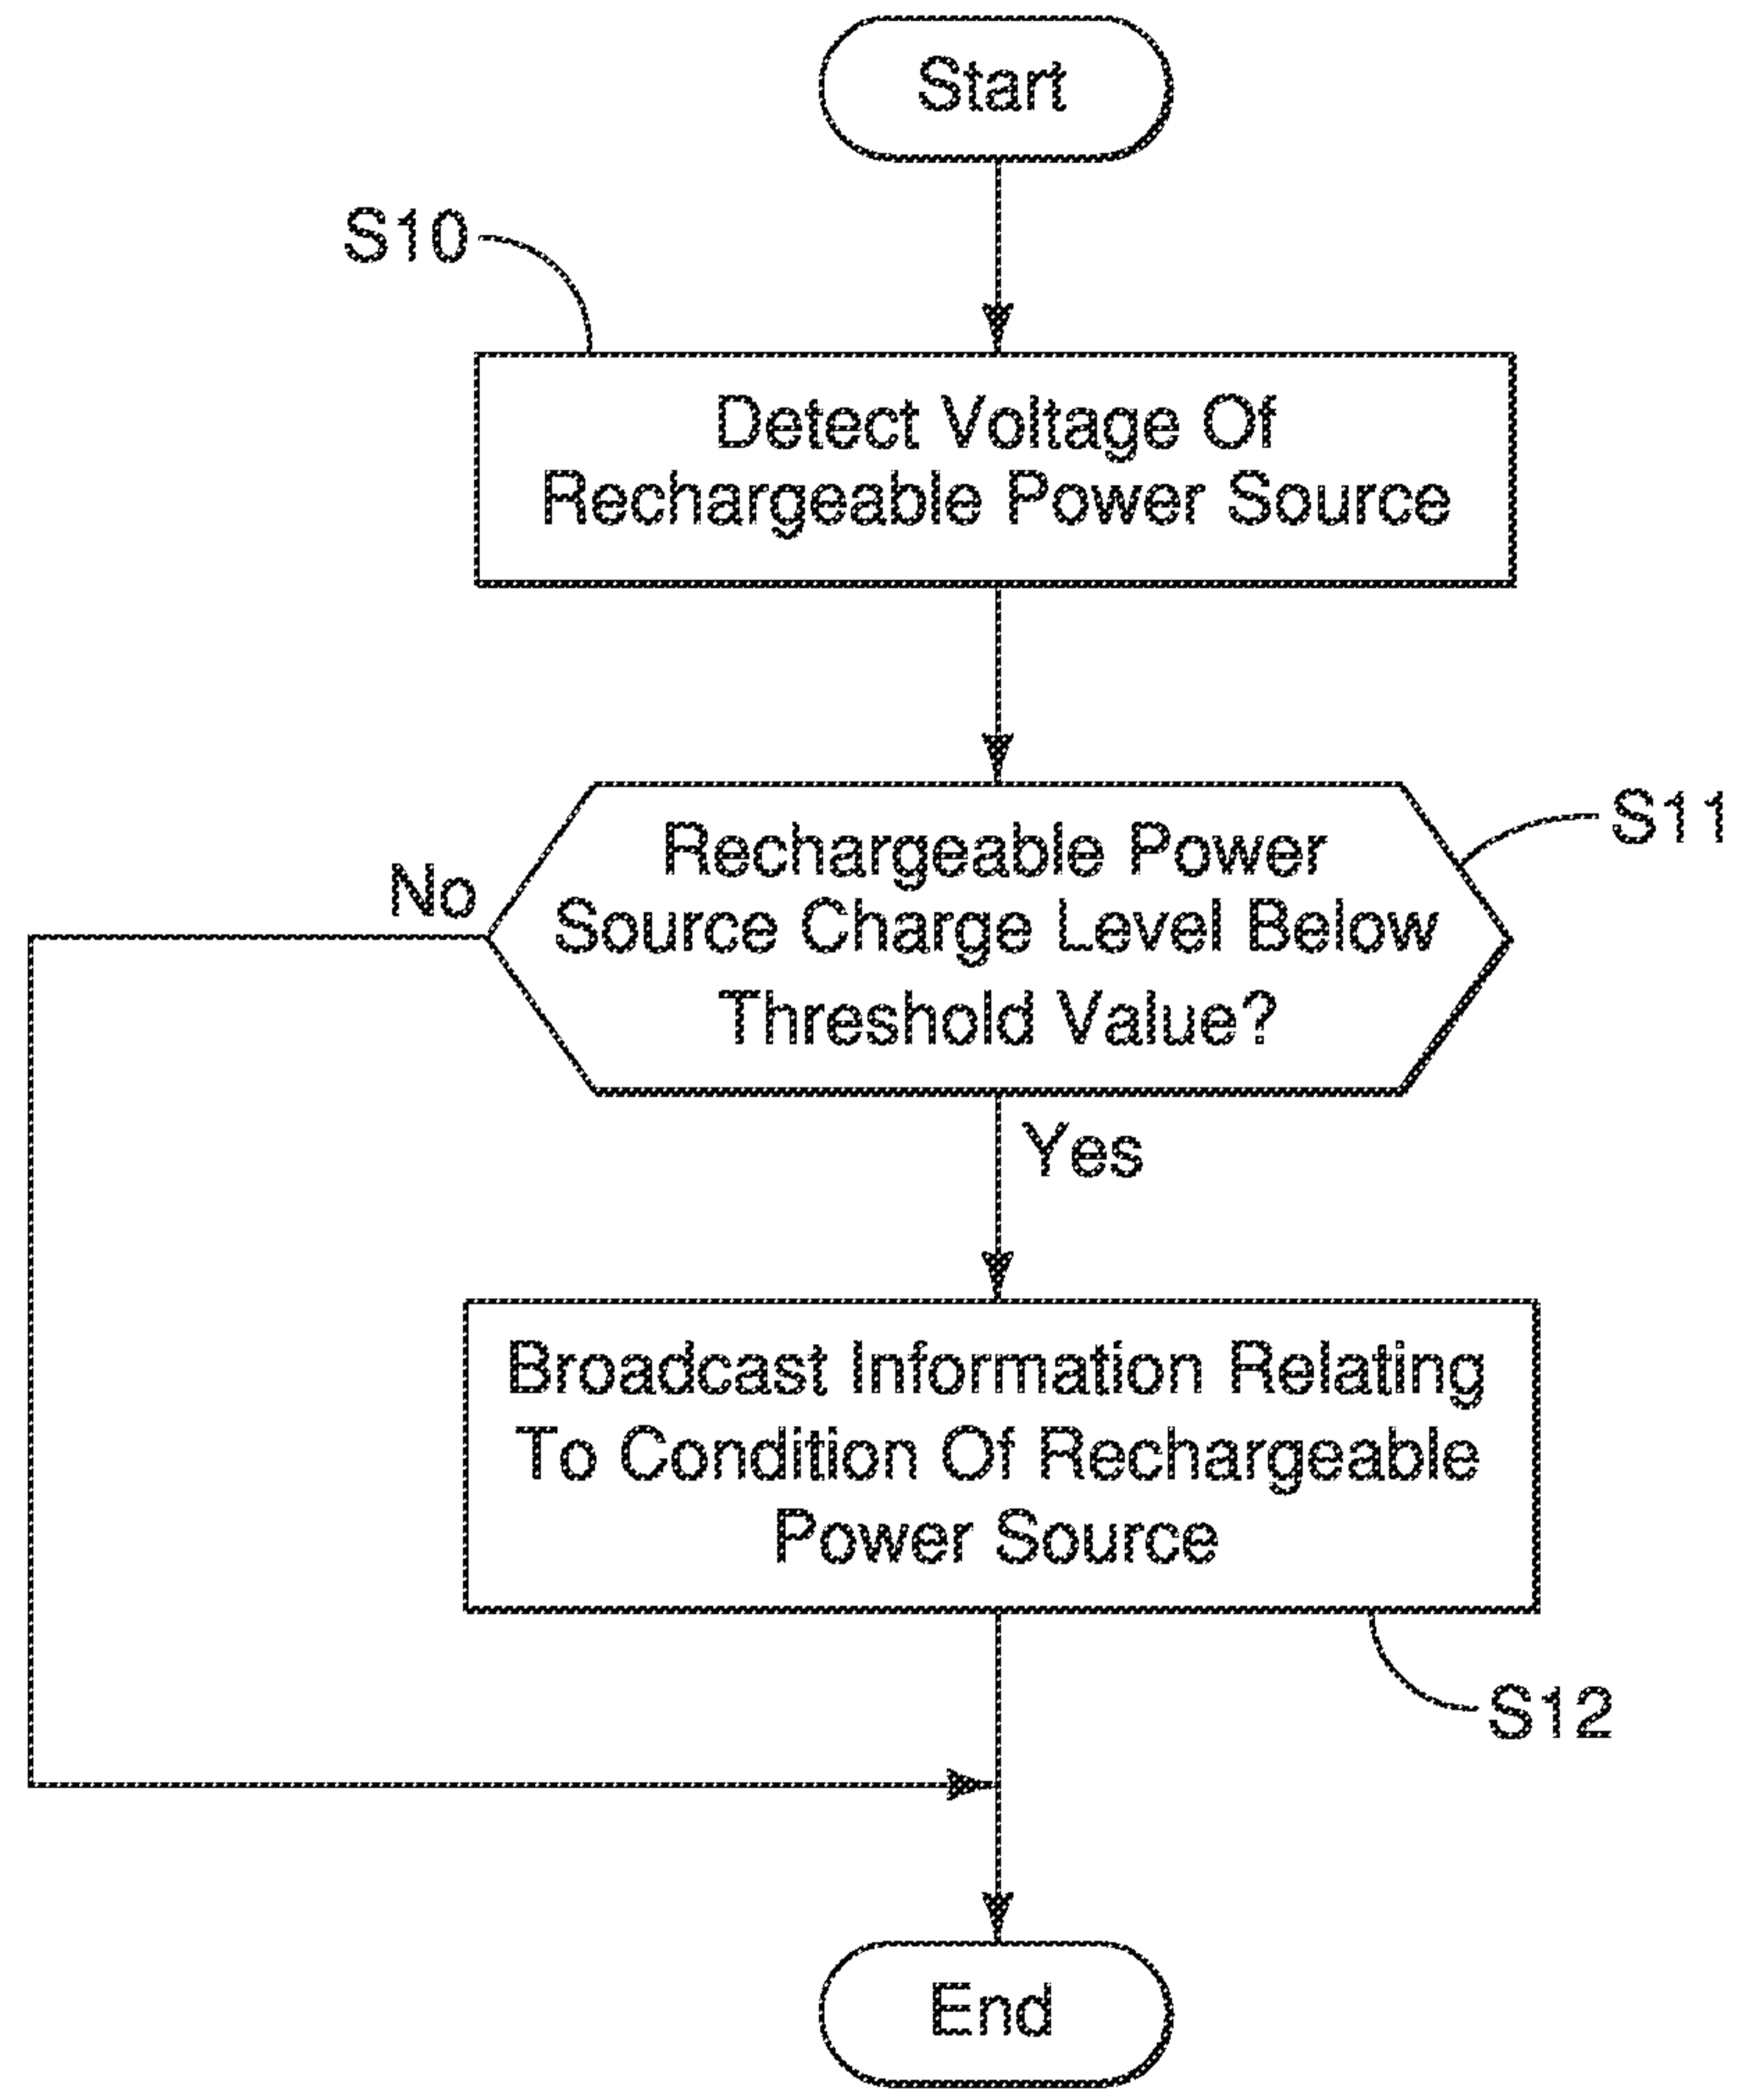 Start
S10
Detect Voltage Of
Rechargeable Power Source
S11
Rechargeable Power
Source Charge Level Below
Threshold Value?
No
Yes
Broadcast Information Relating
To Condition Of Rechargeable
Power Source
S12
End